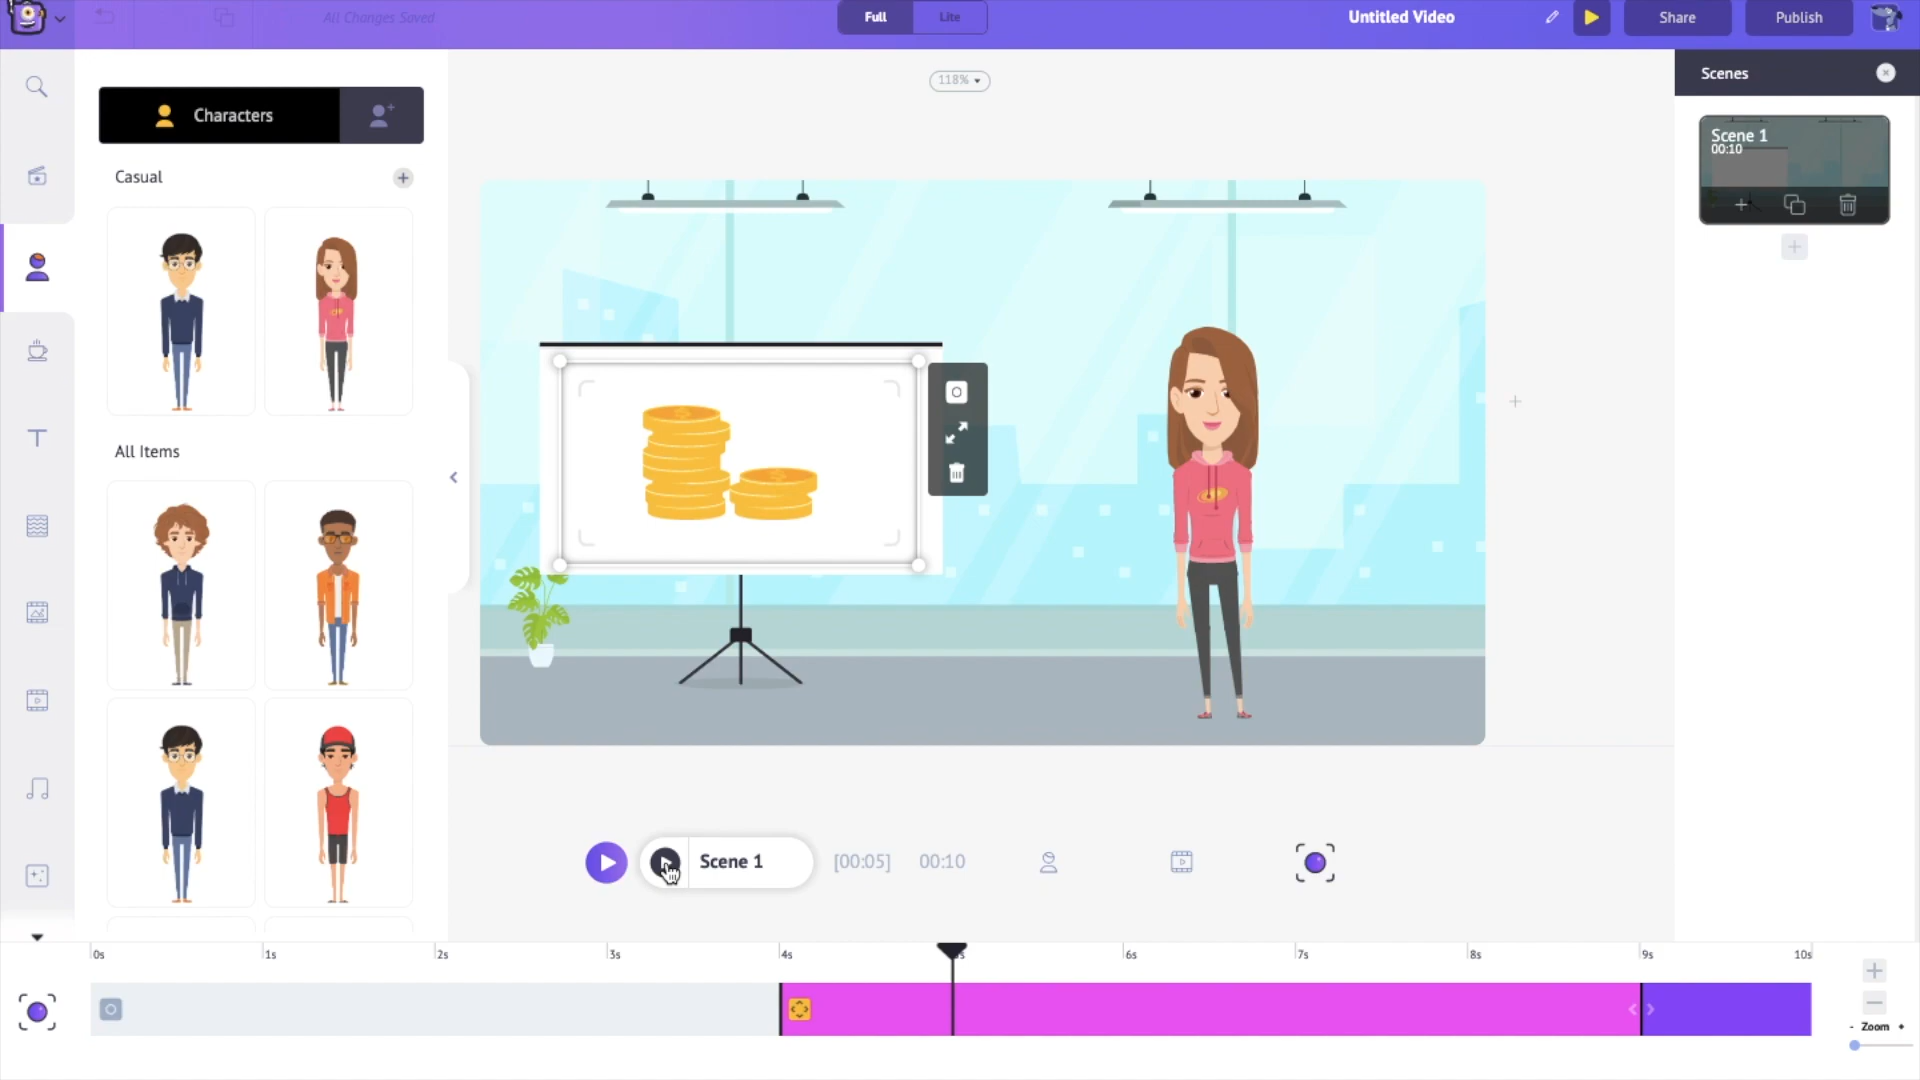 All Changes Saved
Full
Lite
Untitled Video
Share
Publish
118%
Scenes
Characters
Casual
Scene 1
00:10
All Items
Scene 1
[00:05]
00:10
0s
1s
2s
3s
4s
6s
7s
8s
9s
10s
- Zoom +